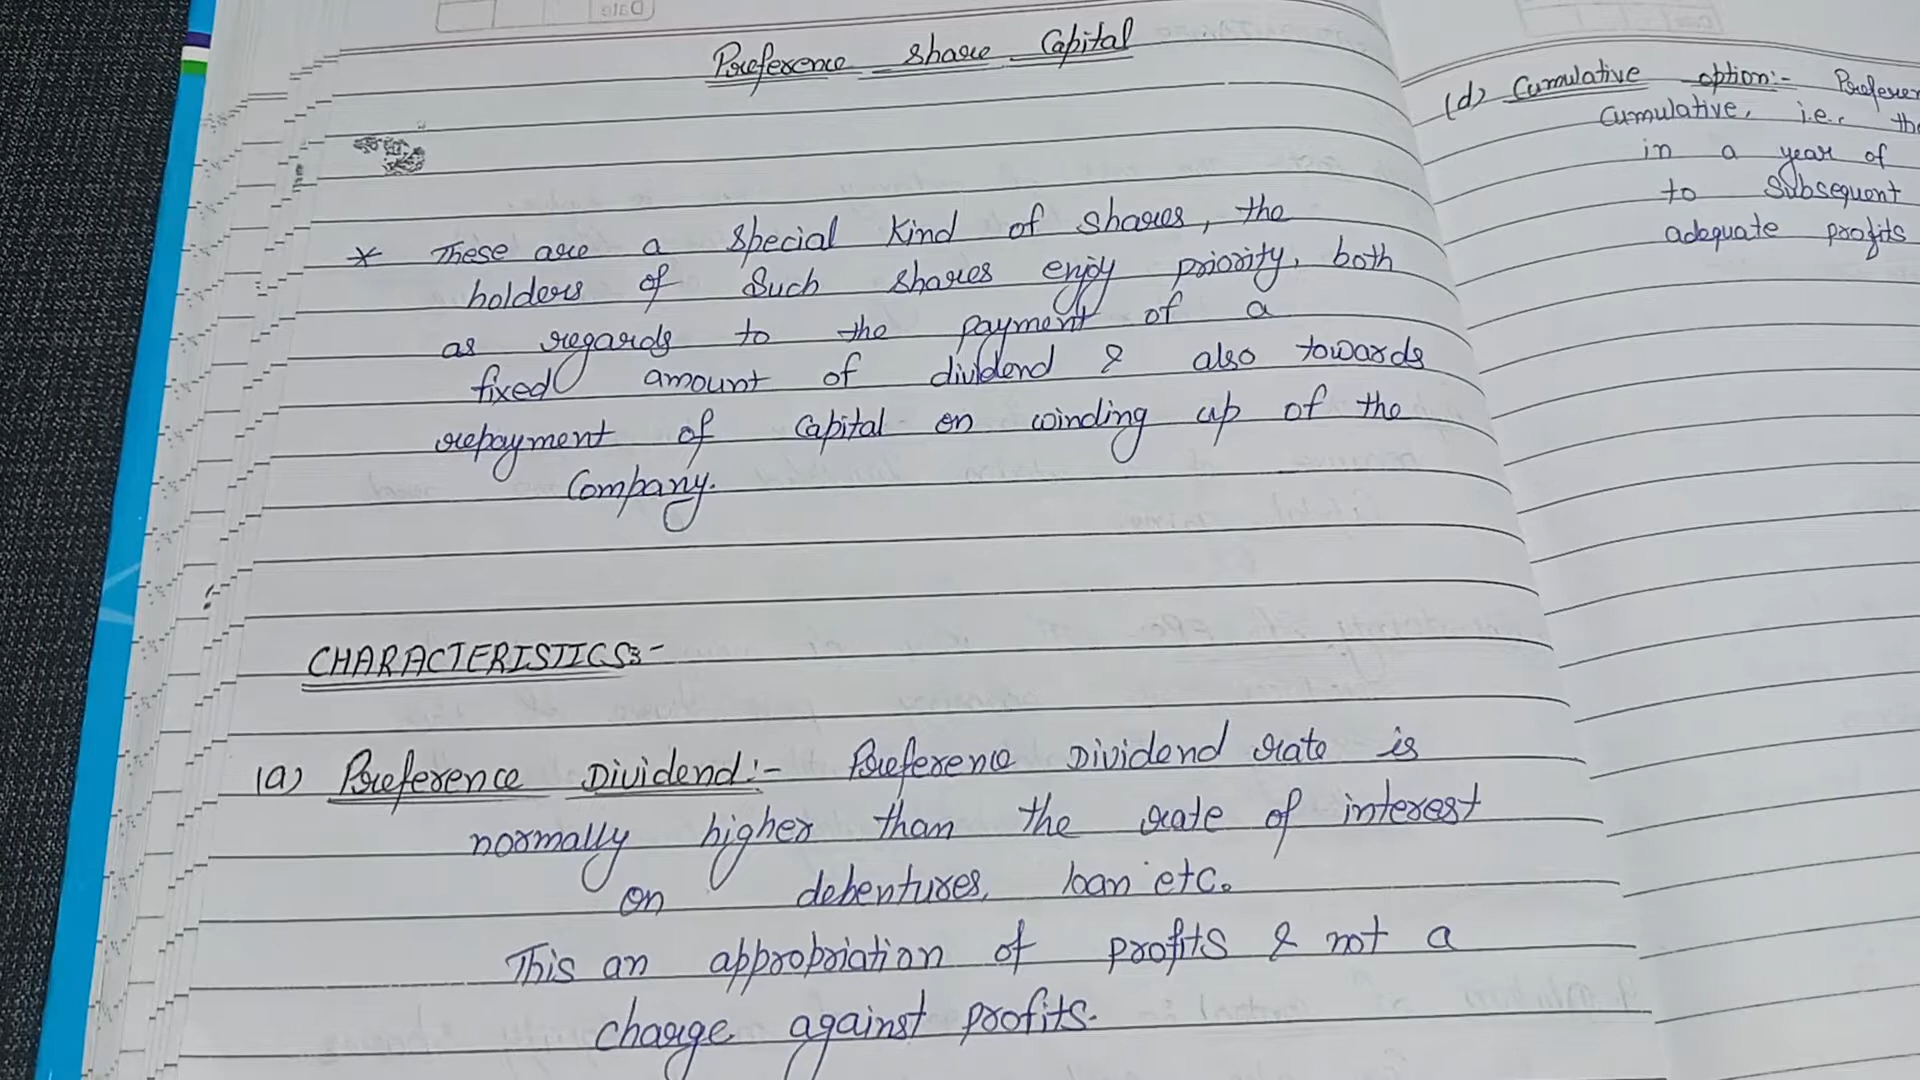 Preference share Capital
* These are a special kind of shares, the
holders of such shares enjoy priority, both
as regards to the payment of a
fixed amount of dividend & also towards
repayment of capital on winding up of the
Company.
CHARACTERISTICS:-
(a) Preference Dividend:- Preference Dividend rate is
normally higher than the rate of interest
on debentures, loan etc.
This an appropriation of profits & not a
charge against profits.
(d) Cumulative option:-
Cumulative, i.e.,
in a year of
to subsequent
adequate profits